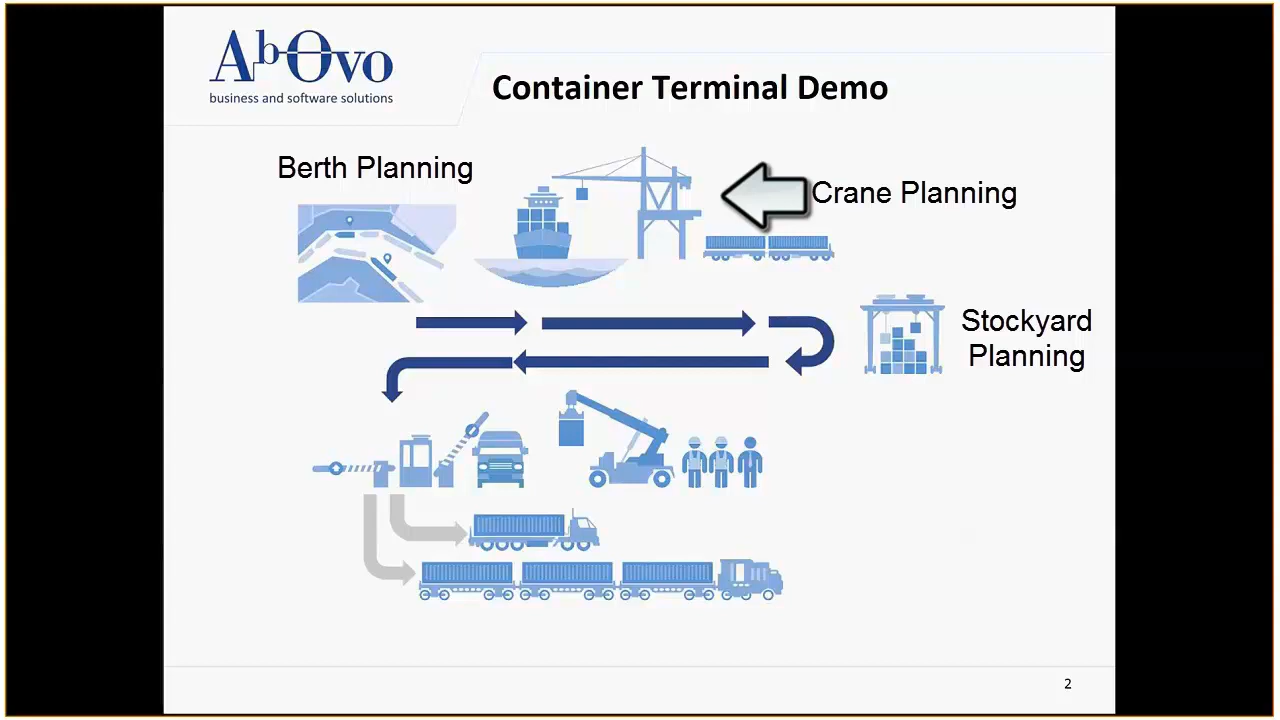 AbOvo
business and software solutions
Container Terminal Demo
Berth Planning
Crane Planning
Stockyard
Planning
2